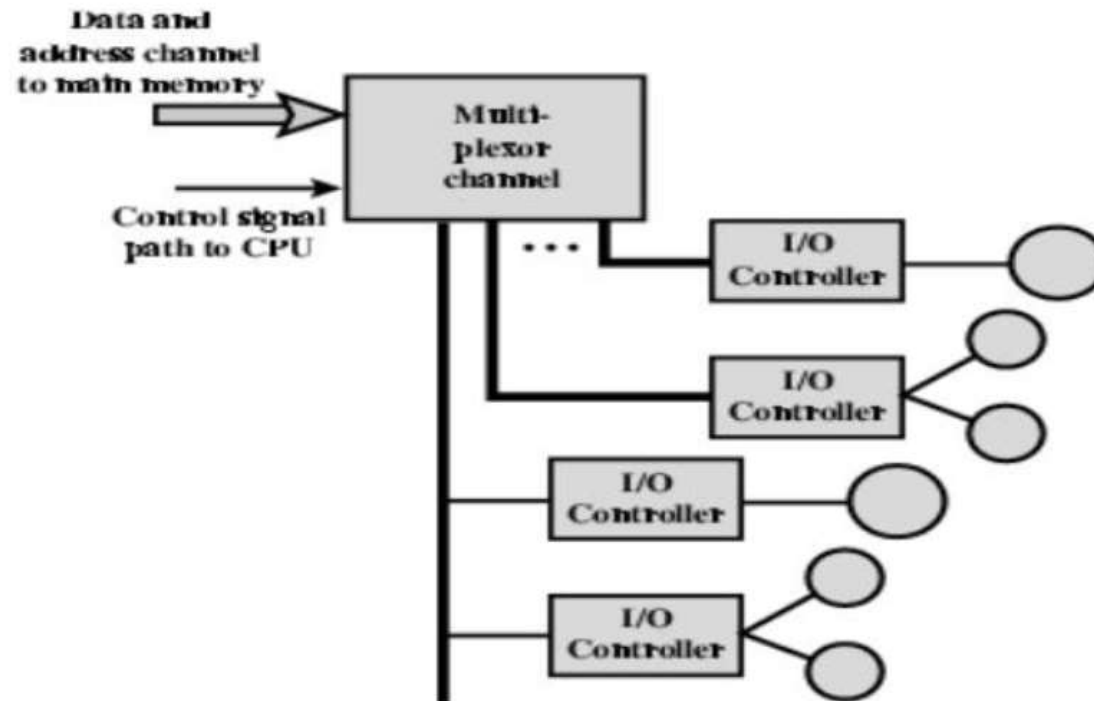 Data and
address channel
to main memory
Multi-
plexor
channel
Control signal
path to CPU
• • •
I/O
Controller
I/O
Controller
I/O
Controller
I/O
Controller